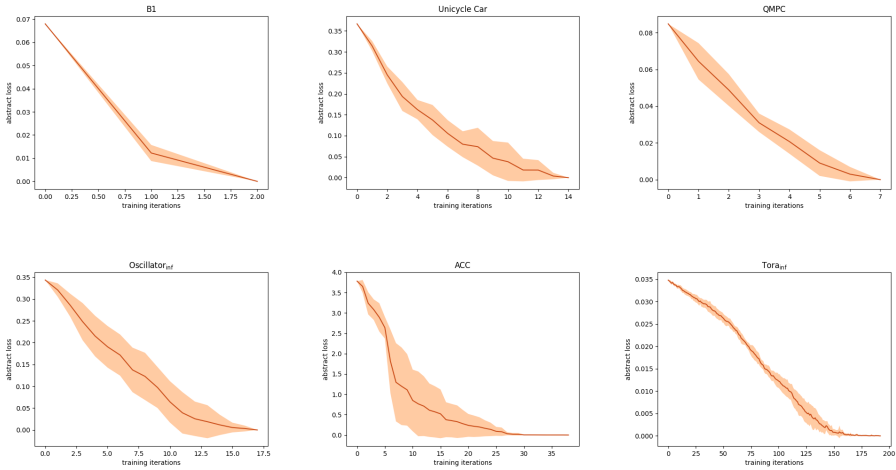 B1
abstract loss
0.07
0.06
0.05
0.04
0.03
0.02
0.01
0.00
0.00 0.25 0.50 0.75 1.00 1.25 1.50 1.75 2.00
training iterations
Unicycle Car
abstract loss
0.35
0.30
0.25
0.20
0.15
0.10
0.05
0.00
0 2 4 6 8 10 12 14
training iterations
QMPC
abstract loss
0.08
0.06
0.04
0.02
0.00
0 1 2 3 4 5 6 7
training iterations
Oscillator_inf
abstract loss
0.35
0.30
0.25
0.20
0.15
0.10
0.05
0.00
0.0 2.5 5.0 7.5 10.0 12.5 15.0 17.5
training iterations
ACC
abstract loss
4.0
3.5
3.0
2.5
2.0
1.5
1.0
0.5
0.0
0 5 10 15 20 25 30 35
training iterations
Tora_inf
abstract loss
0.035
0.030
0.025
0.020
0.015
0.010
0.005
0.000
0 25 50 75 100 125 150 175 200
training iterations